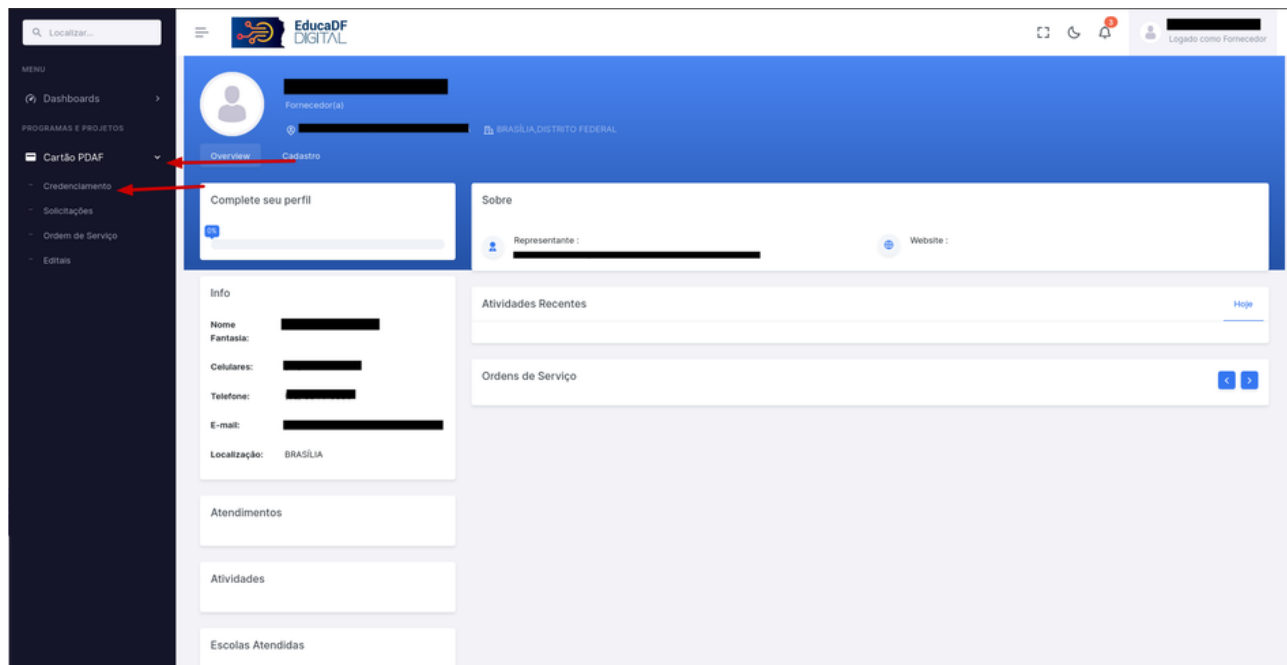 Localizar...
EducaDF
DIGITAL
3
Logado como Fornecedor
MENU
Dashboards
PROGRAMAS E PROJETOS
Cartão PDAF
Credenciamento
Solicitações
Ordem de Serviço
Editais
Fornecedor(a)
BRASÍLIA,DISTRITO FEDERAL
Overview
Cadastro
Complete seu perfil
0%
Sobre
Representante :
Website :
Info
Nome
Fantasia:
Celulares:
Telefone:
E-mail:
Localização: BRASÍLIA
Atividades Recentes
Hoje
Ordens de Serviço
Atendimentos
Atividades
Escolas Atendidas